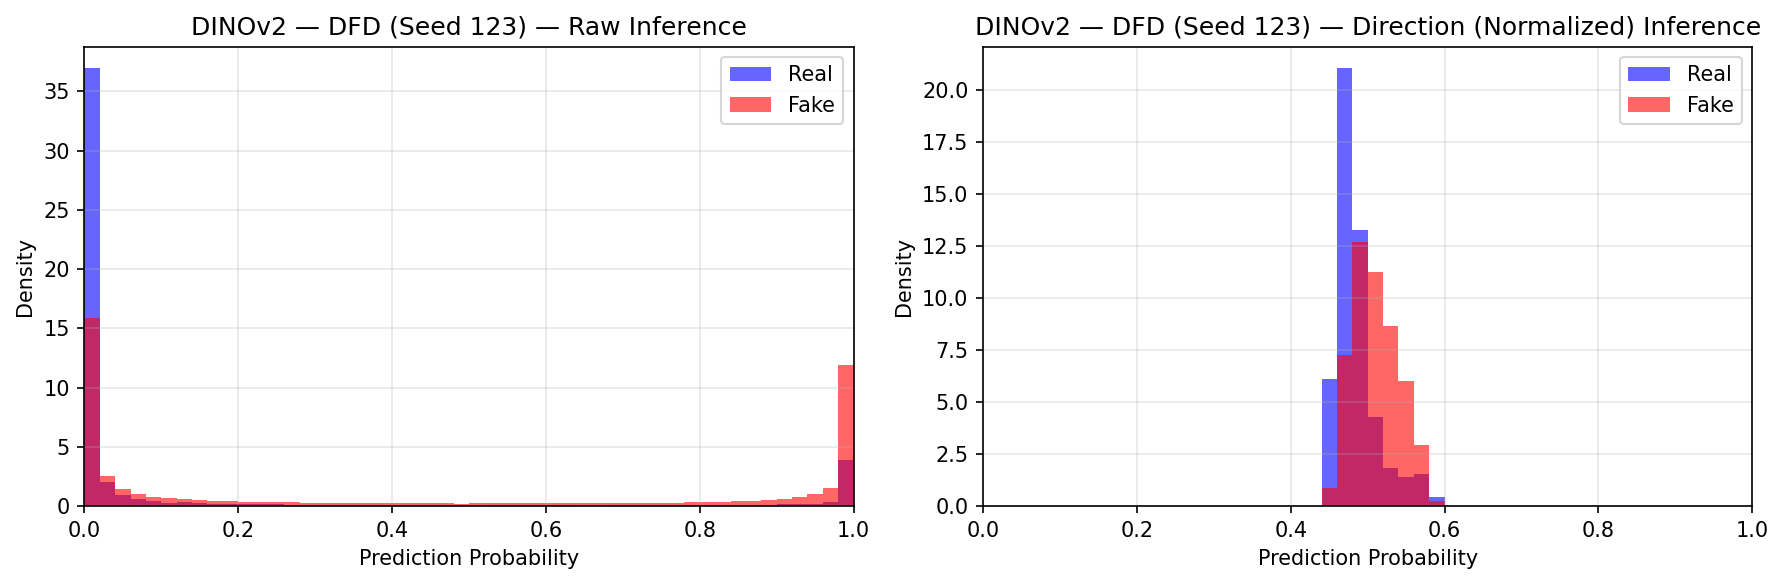 DINOv2 — DFD (Seed 123) — Raw Inference
Real
Fake
35
30
25
20
15
10
5
0
Density
0.0 0.2 0.4 0.6 0.8 1.0
Prediction Probability
DINOv2 — DFD (Seed 123) — Direction (Normalized) Inference
Real
Fake
20.0
17.5
15.0
12.5
10.0
7.5
5.0
2.5
0.0
Density
0.0 0.2 0.4 0.6 0.8 1.0
Prediction Probability